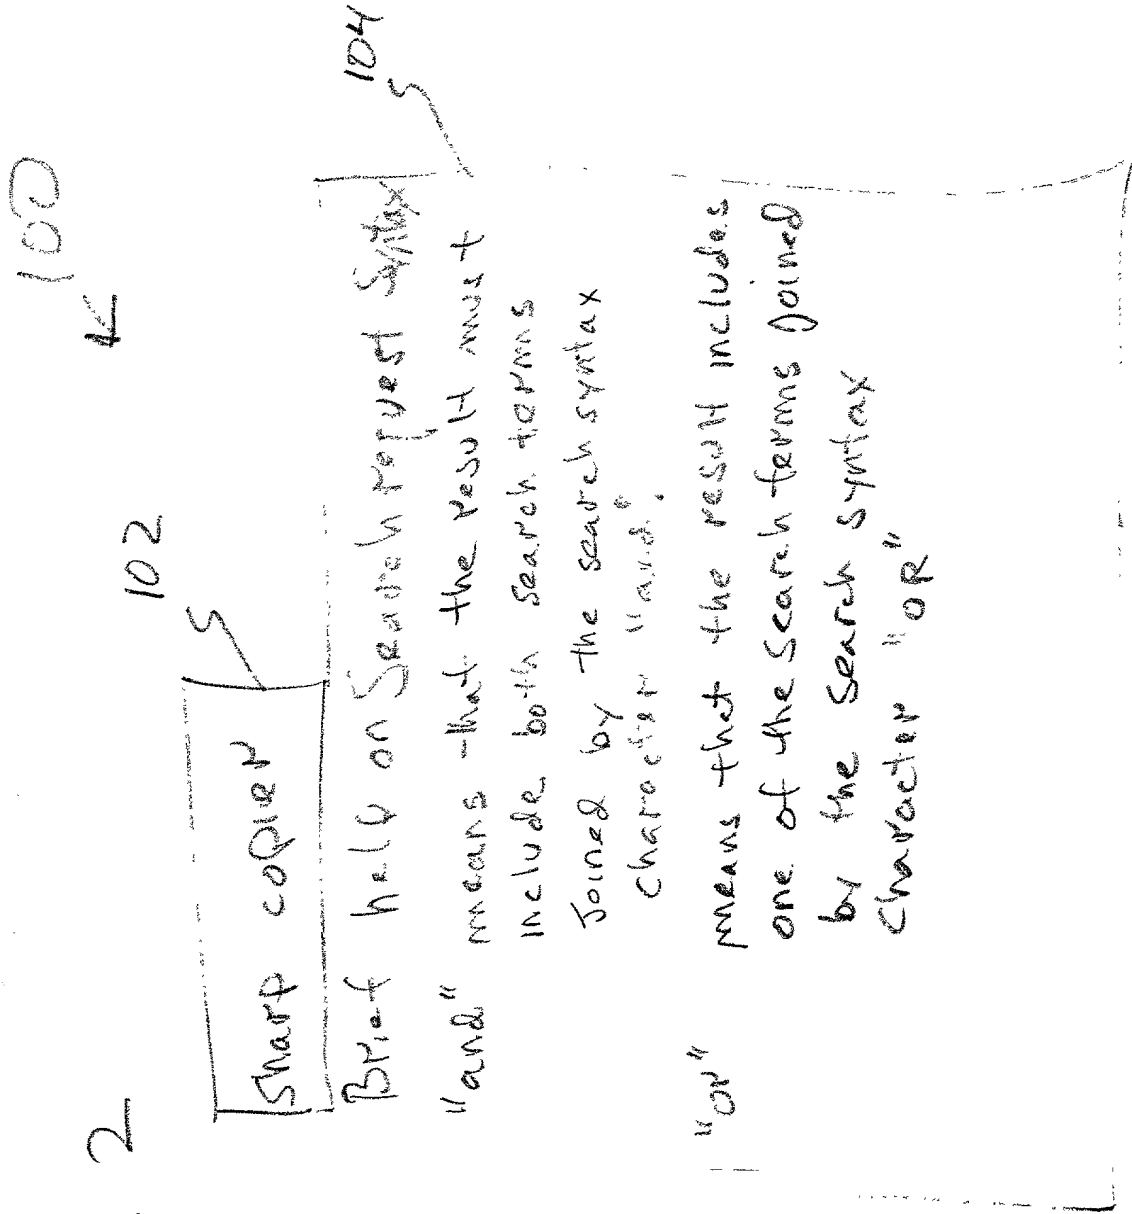 2
100
102
Sharp copier
104
Brief help on Search request Syntax
"and" means that the result must
include both search terms
Joined by the search syntax
character "and".
"or" means that the result includes
one of the search terms joined
by the search syntax
character "OR"